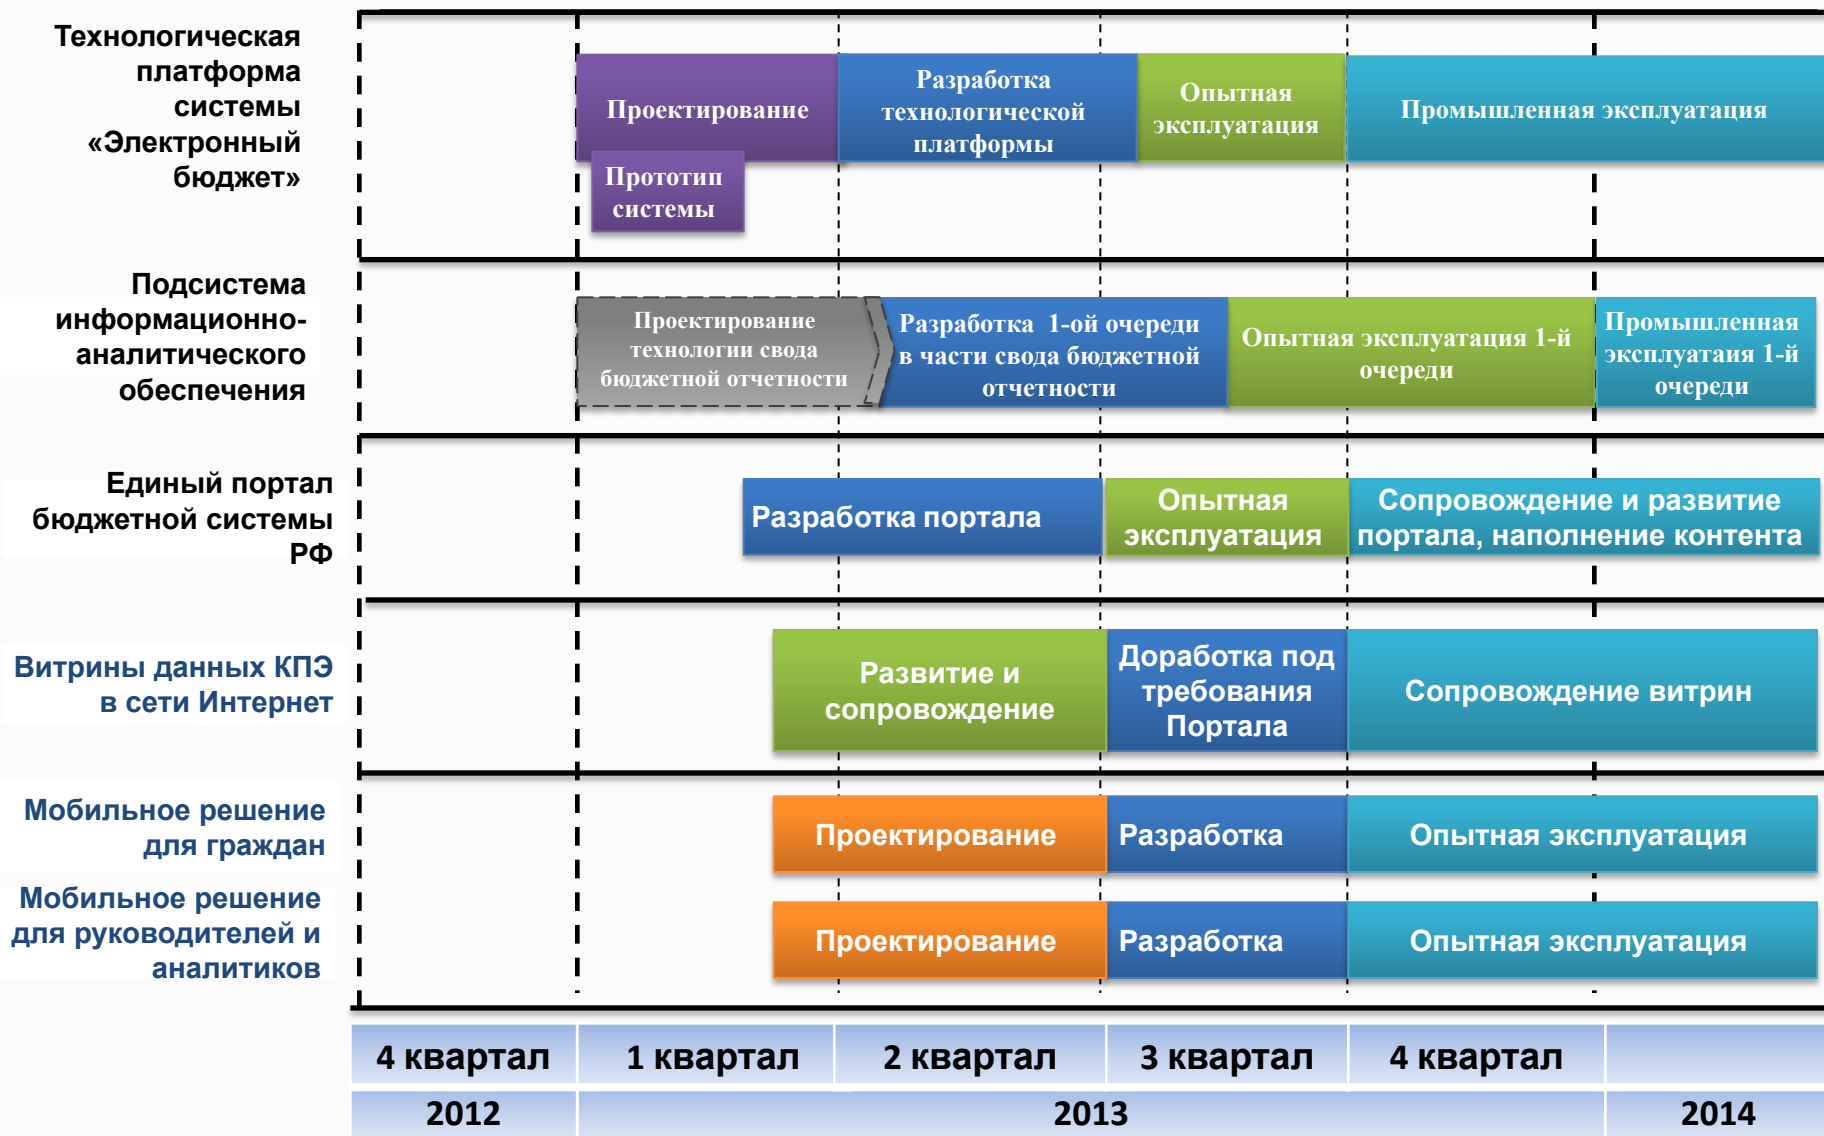 Технологическая
платформа
системы
«Электронный
бюджет»
Проектирование
Прототип
системы
Разработка
технологической
платформы
Опытная
эксплуатация
Промышленная эксплуатация
Подсистема
информационно-
аналитического
обеспечения
Проектирование
технологии свода
бюджетной отчетности
Разработка 1-ой очереди
в части свода бюджетной
отчетности
Опытная эксплуатация 1-й
очереди
Промышленная
эксплуатаия 1-й
очереди
Единый портал
бюджетной системы
РФ
Разработка портала
Опытная
эксплуатация
Сопровождение и развитие
портала, наполнение контента
Витрины данных КПЭ
в сети Интернет
Развитие и
сопровождение
Доработка под
требования
Портала
Сопровождение витрин
Мобильное решение
для граждан
Проектирование
Разработка
Опытная эксплуатация
Мобильное решение
для руководителей и
аналитиков
Проектирование
Разработка
Опытная эксплуатация
4 квартал
1 квартал
2 квартал
3 квартал
4 квартал
2012
2013
2014